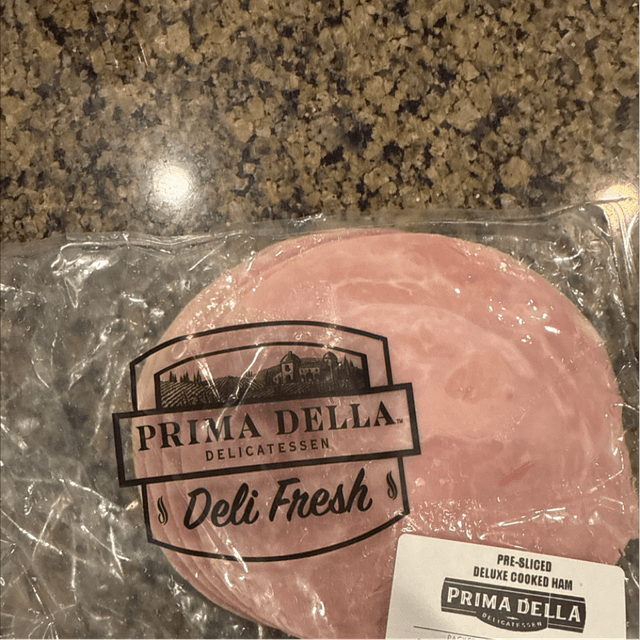 PRIMA DELLA™
DELICATESSEN
Deli Fresh
PRE-SLICED
DELUXE COOKED HAM
PRIMA DELLA
DELICATESSEN